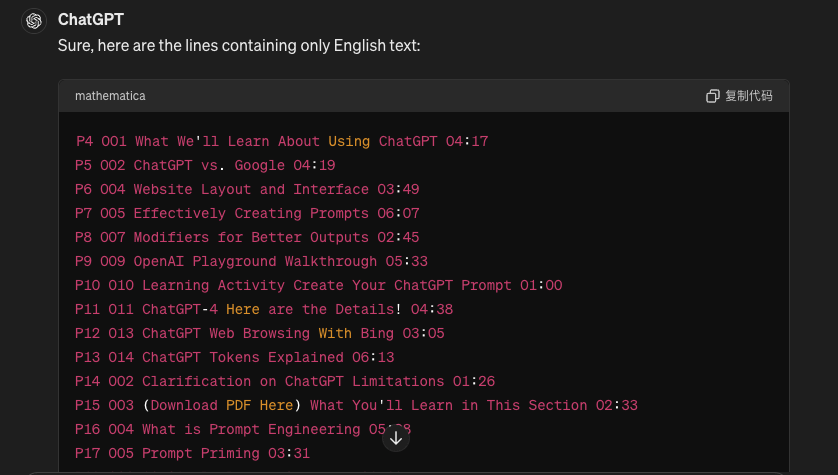 ChatGPT
Sure, here are the lines containing only English text:
mathematica 复制代码
P4 001 What We'll Learn About Using ChatGPT 04:17
P5 002 ChatGPT vs. Google 04:19
P6 004 Website Layout and Interface 03:49
P7 005 Effectively Creating Prompts 06:07
P8 007 Modifiers for Better Outputs 02:45
P9 009 OpenAI Playground Walkthrough 05:33
P10 010 Learning Activity Create Your ChatGPT Prompt 01:00
P11 011 ChatGPT-4 Here are the Details! 04:38
P12 013 ChatGPT Web Browsing With Bing 03:05
P13 014 ChatGPT Tokens Explained 06:13
P14 002 Clarification on ChatGPT Limitations 01:26
P15 003 (Download PDF Here) What You'll Learn in This Section 02:33
P16 004 What is Prompt Engineering
P17 005 Prompt Priming 03:31